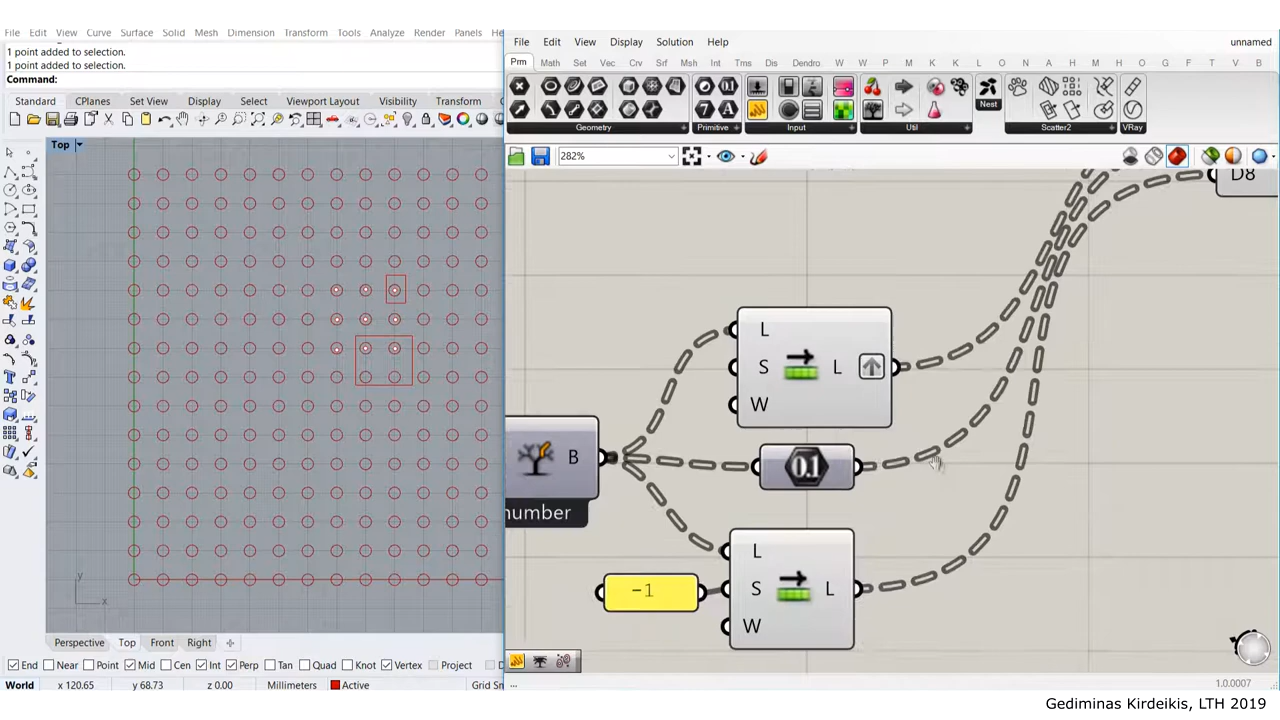 File Edit View Curve Surface Solid Mesh Dimension Transform Tools Analyze Render Panels
1 point added to selection.
1 point added to selection.
Command:
Standard CPlanes Set View Display Select Viewport Layout Visibility Transform
Top
y
x
Perspective Top Front Right
End Near Point Mid Cen Int Perp Tan Quad Knot Vertex Project
World x 120.65 y 68.73 z 0.00 Millimeters Active Grid Sn
File Edit View Display Solution Help unnamed
Prm Math Set Vec Crv Srf Msh Int Trns Dis Dendro W P K K L O N D A H M H F T V B
Geometry Primitive Input Util Nest Scatter2 VRay
282%
D8
L
S L
W
B
number
0.1
L
-1 S L
W
... 1.0.0007
Gediminas Kirdeikis, LTH 2019